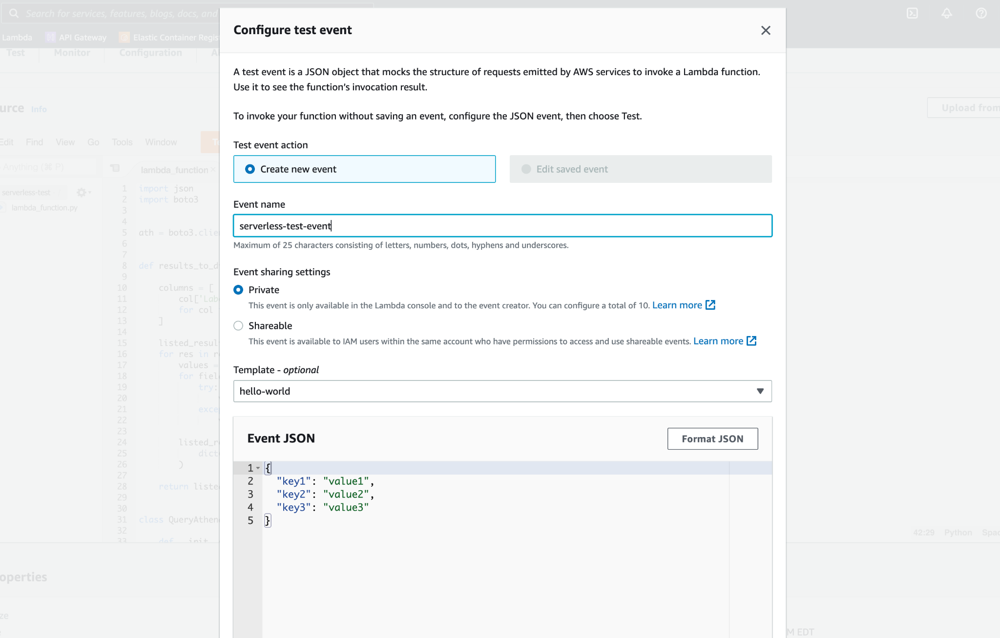 Search for services, features, blogs, docs, and
Lambda API Gateway Elastic Container Regis
Test Monitor Configuration
Configure test event
A test event is a JSON object that mocks the structure of requests emitted by AWS services to invoke a Lambda function.
Use it to see the function's invocation result.
To invoke your function without saving an event, configure the JSON event, then choose Test.
urce Info
Upload from
Edit Find View Go Tools Window
Anything (⌘ P)
lambda_function ×
serverless-test
lambda_function.py
1 import json
2 import boto3
3
4
5 ath = boto3.clie
6
7
8 def results_to_d
9
10 columns = [
11 col['Lab
12 for col
13 ]
14
15 listed_resul
16 for res in r
17 values =
18 for fiel
19 try:
20
21 exce
22
23
24 listed_r
25 dict
26 )
27
28 return liste
29
30
31 class QueryAthen
32
33 def __init
Test event action
Create new event
Edit saved event
Event name
serverless-test-event
Maximum of 25 characters consisting of letters, numbers, dots, hyphens and underscores.
Event sharing settings
Private
This event is only available in the Lambda console and to the event creator. You can configure a total of 10. Learn more
Shareable
This event is available to IAM users within the same account who have permissions to access and use shareable events. Learn more
Template - optional
hello-world
Event JSON
Format JSON
1 {
2 "key1": "value1",
3 "key2": "value2",
4 "key3": "value3"
5 }
42:29 Python Spac
operties
ze
M EDT